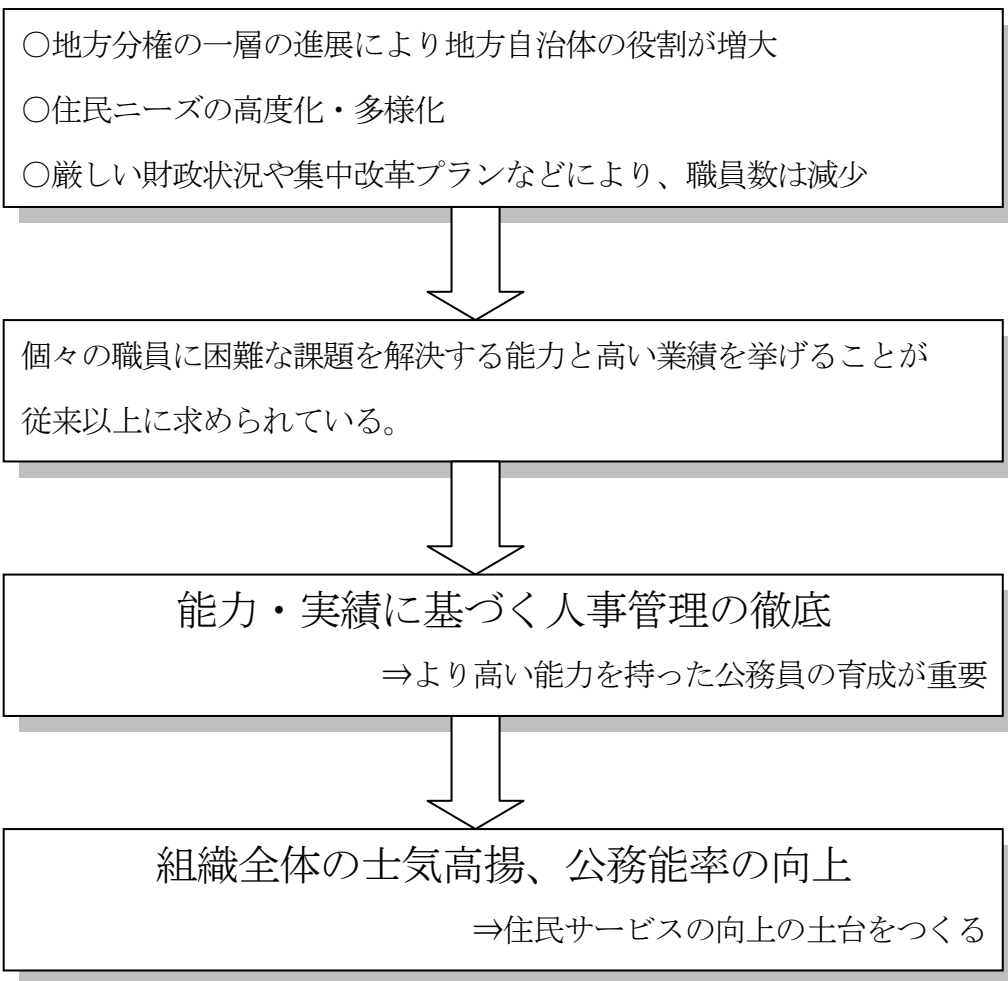 ○地方分権の一層の進展により地方自治体の役割が増大
○住民ニーズの高度化・多様化
○厳しい財政状況や集中改革プランなどにより、職員数は減少
個々の職員に困難な課題を解決する能力と高い業績を挙げることが
従来以上に求められている。
能力・実績に基づく人事管理の徹底
⇒より高い能力を持った公務員の育成が重要
組織全体の士気高揚、公務能率の向上
⇒住民サービスの向上の土台をつくる